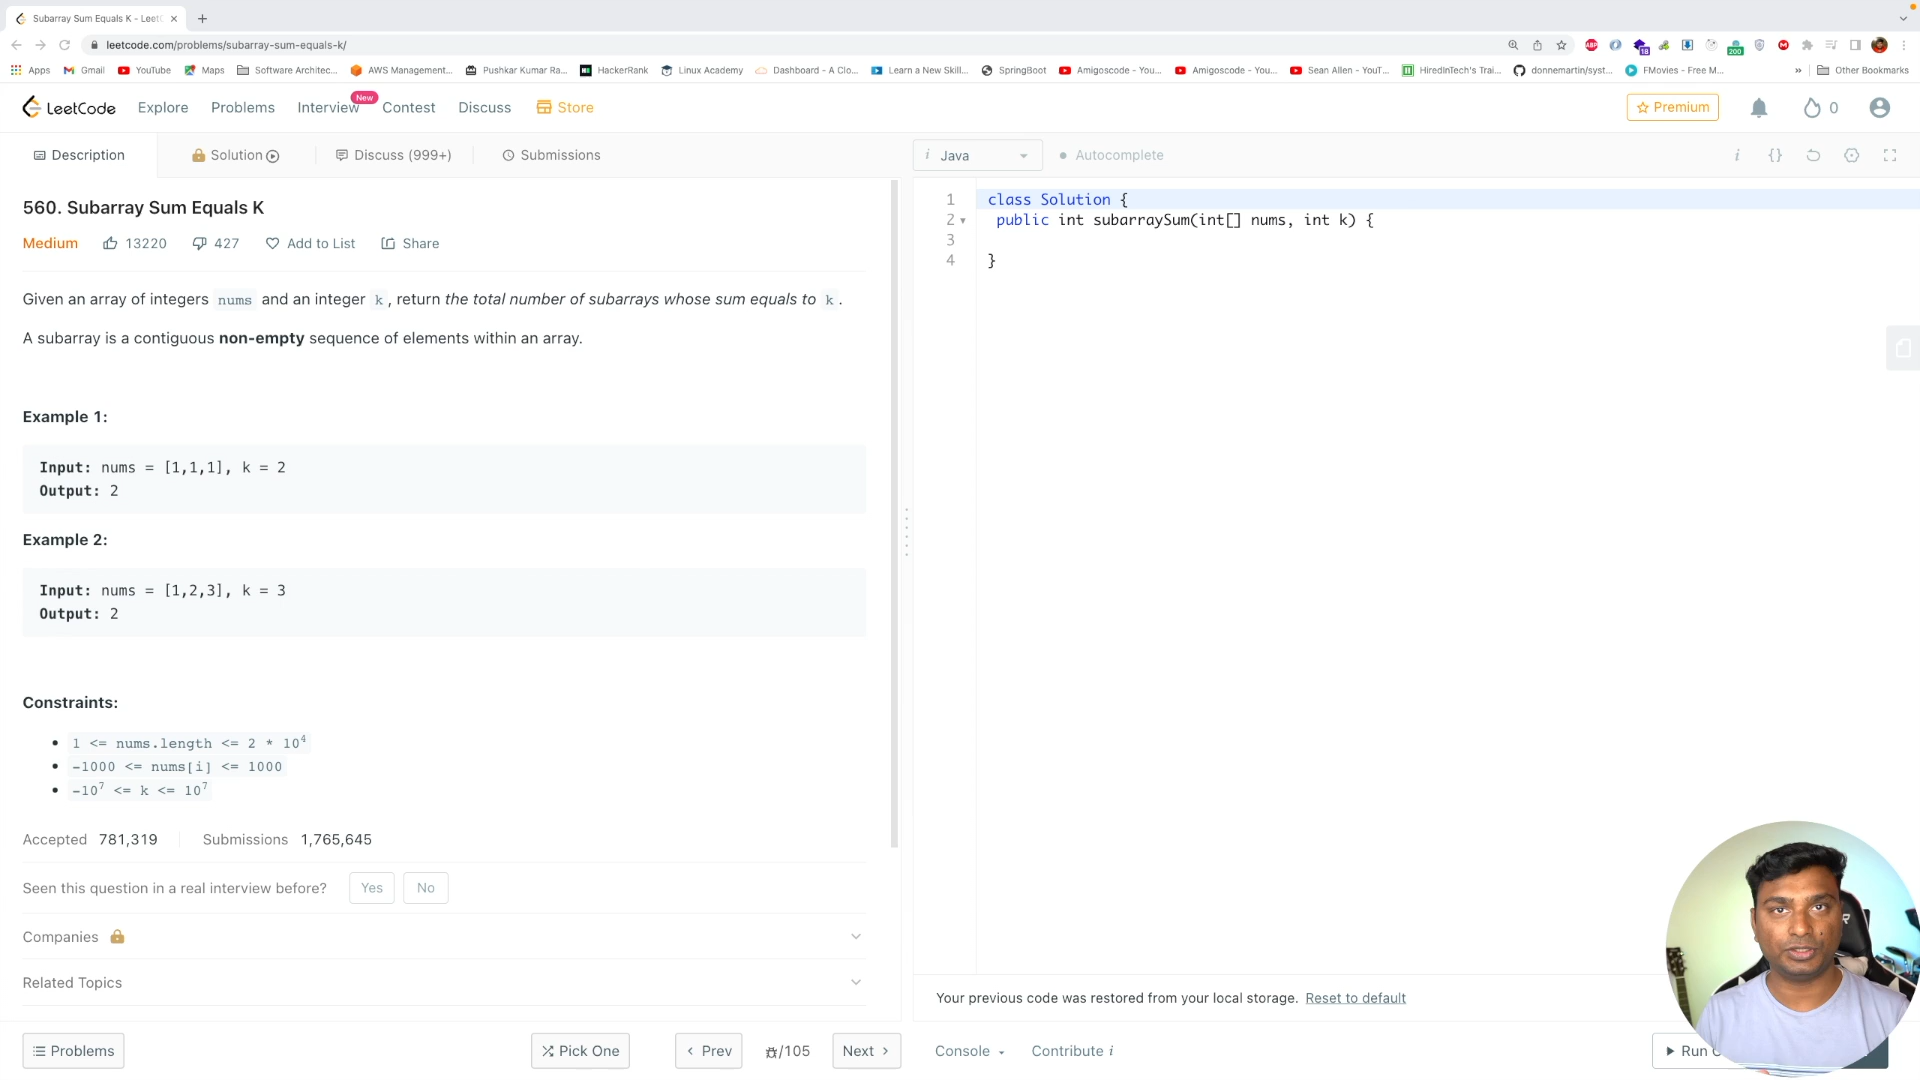 Subarray Sum Equals K - LeetC
leetcode.com/problems/subarray-sum-equals-k/
Apps Gmail YouTube Maps Software Architec... AWS Management... Pushkar Kumar Ra... HackerRank Linux Academy Dashboard - A Clo... Learn a New Skill... SpringBoot Amigoscode - You... Amigoscode - You... Sean Allen - YouT... HiredInTech's Trai... donnemartin/syst... FMovies - Free M... » Other Bookmarks
LeetCode Explore Problems Interview New Contest Discuss Store Premium 0
Description Solution Discuss (999+) Submissions
i Java Autocomplete
560. Subarray Sum Equals K
Medium 13220 427 Add to List Share
Given an array of integers nums and an integer k, return the total number of subarrays whose sum equals to k.
A subarray is a contiguous non-empty sequence of elements within an array.
Example 1:
Input: nums = [1,1,1], k = 2
Output: 2
Example 2:
Input: nums = [1,2,3], k = 3
Output: 2
Constraints:
• 1 <= nums.length <= 2 * 10⁴
• -1000 <= nums[i] <= 1000
• -10⁷ <= k <= 10⁷
Accepted 781,319 Submissions 1,765,645
Seen this question in a real interview before? Yes No
Companies
Related Topics
Problems Pick One Prev /105 Next
1 class Solution {
2 public int subarraySum(int[] nums, int k) {
3
4 }
Your previous code was restored from your local storage. Reset to default
Console Contribute i
Run